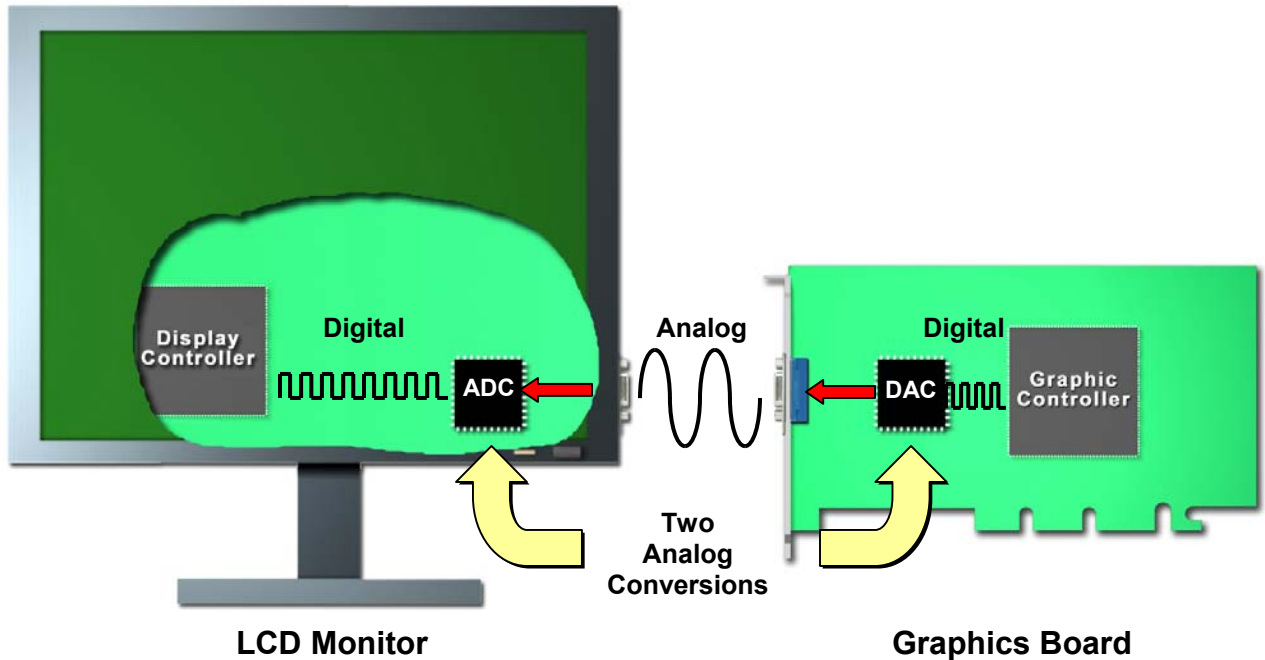 Display
Controller
Digital
ADC
Analog
DAC
Digital
Graphic
Controller
Two
Analog
Conversions
LCD Monitor
Graphics Board